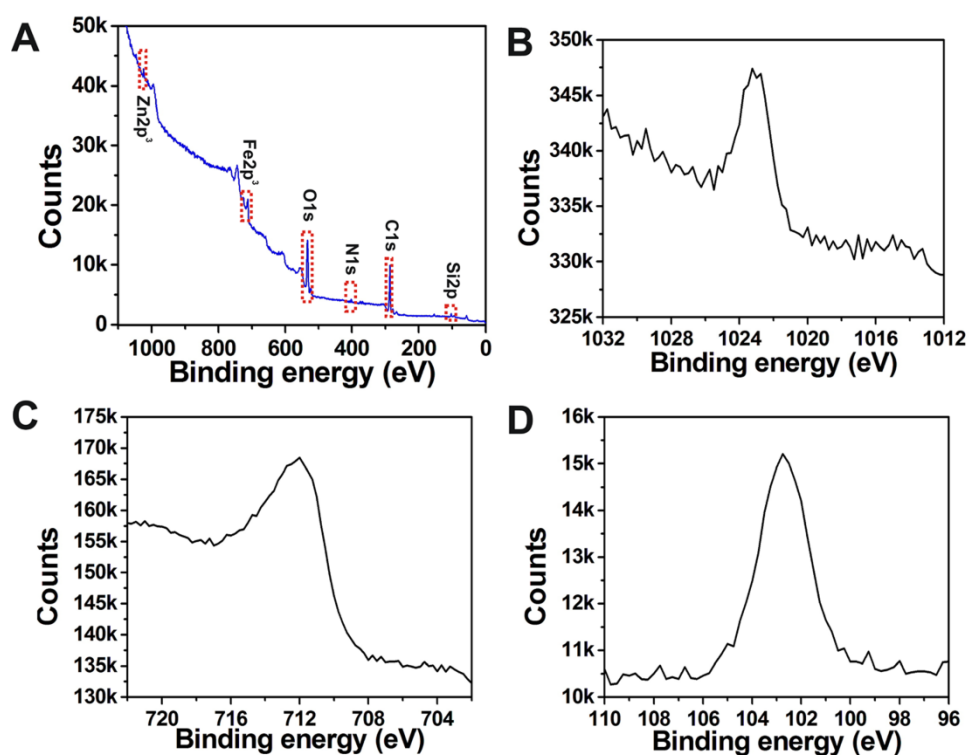 A
50k
40k
30k
20k
10k
0
Counts
Zn2p³
Fe2p³
O1s
N1s
C1s
Si2p
1000 800 600 400 200 0
Binding energy (eV)
B
350k
345k
340k
335k
330k
325k
Counts
1032 1028 1024 1020 1016 1012
Binding energy (eV)
C
175k
170k
165k
160k
155k
150k
145k
140k
135k
130k
Counts
720 716 712 708 704
Binding energy (eV)
D
16k
15k
14k
13k
12k
11k
10k
Counts
110 108 106 104 102 100 98 96
Binding energy (eV)